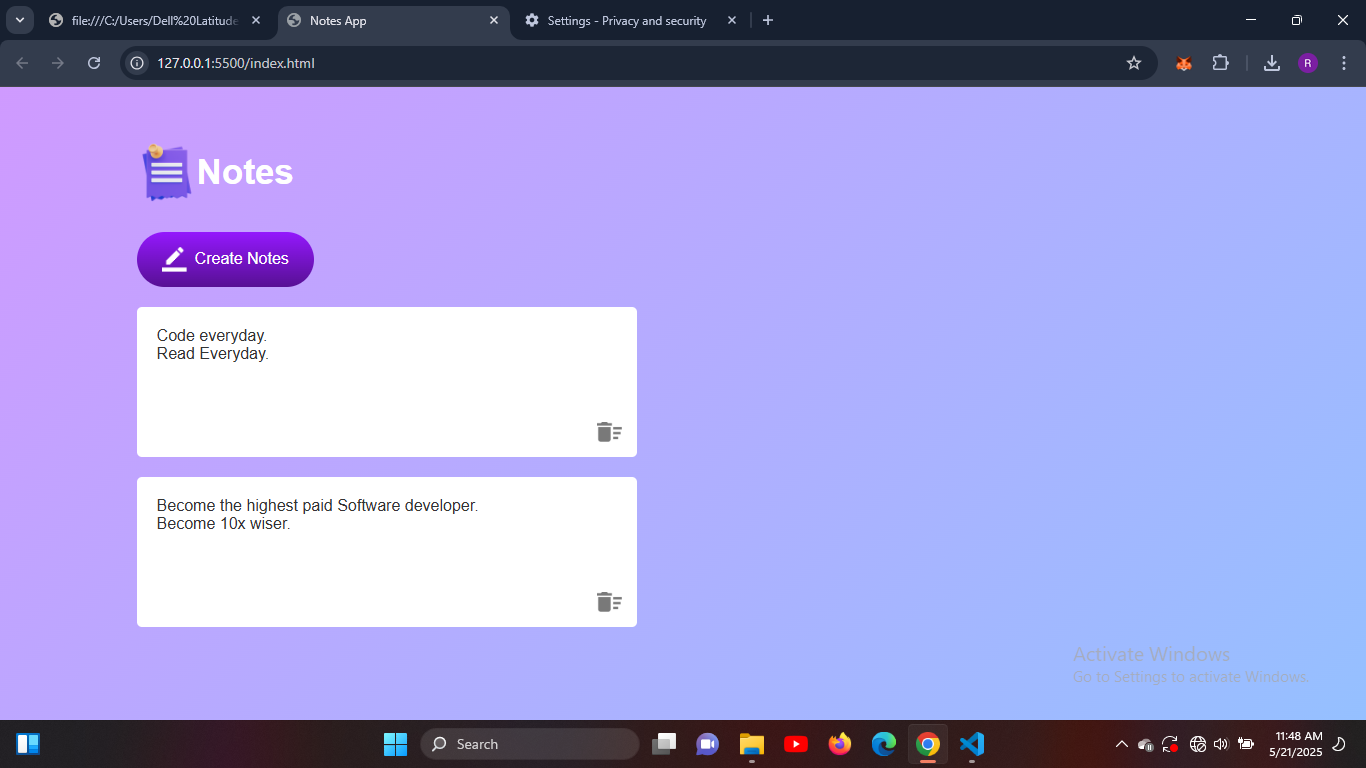 file:///C:/Users/Dell%20Latitude
Notes App
Settings - Privacy and security
127.0.0.1:5500/index.html
R
Notes
Create Notes
Code everyday.
Read Everyday.
Become the highest paid Software developer.
Become 10x wiser.
Activate Windows
Go to Settings to activate Windows.
Search
11:48 AM
5/21/2025